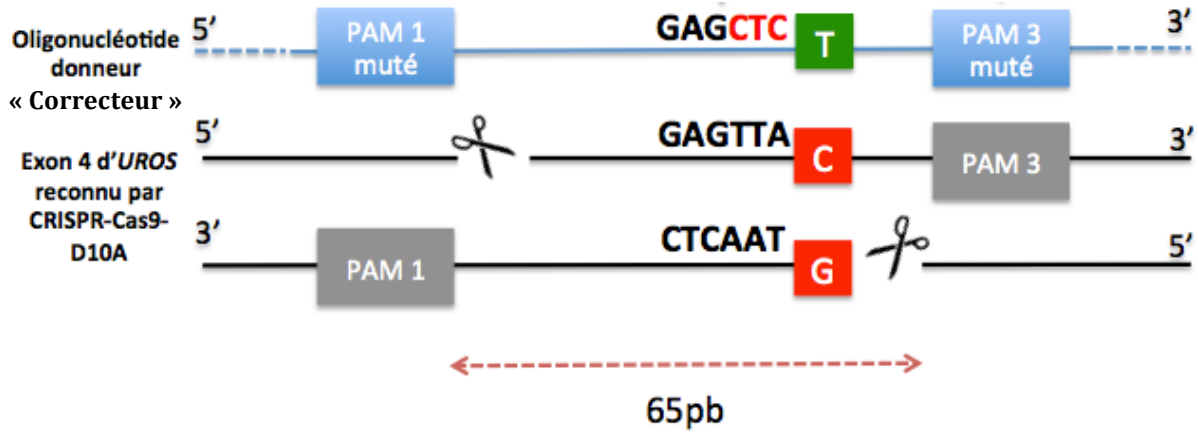 Oligonucléotide
donneur
« Correcteur »
5’
PAM 1
muté
GAGCTC
T
PAM 3
muté
3’
Exon 4 d’UROS
reconnu par
CRISPR-Cas9-
D10A
5’
GAGTTA
C
PAM 3
3’
3’
PAM 1
CTCAAT
G
5’
65pb